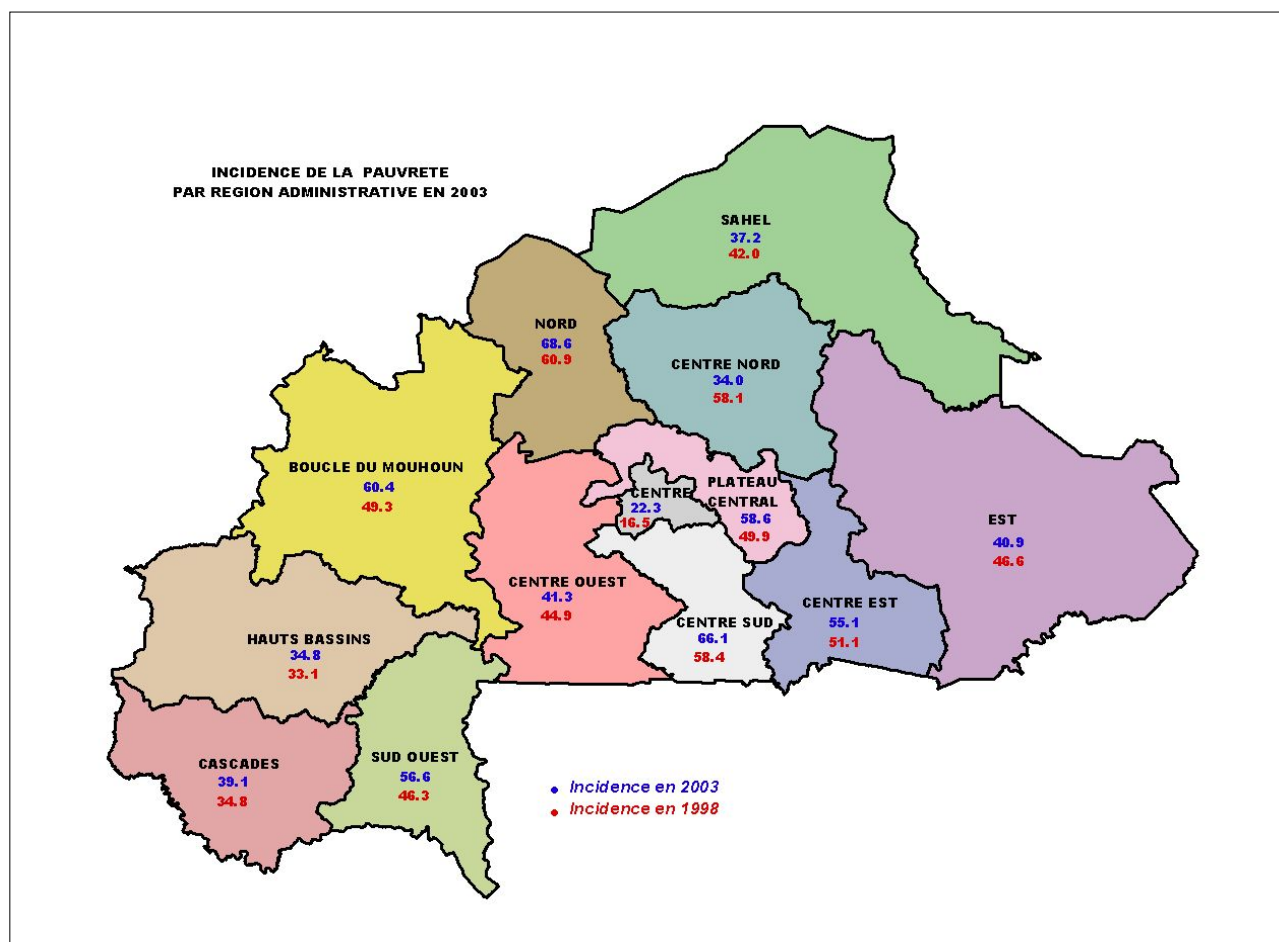 INCIDENCE DE LA PAUVRETE
PAR REGION ADMINISTRATIVE EN 2003
SAHEL
37.2
42.0
NORD
68.6
60.9
CENTRE NORD
34.0
58.1
BOUCLE DU MOUHOUN
60.4
49.3
CENTRE
22.3
16.5
PLATEAU
CENTRAL
58.6
49.9
EST
40.9
46.6
CENTRE OUEST
41.3
44.9
CENTRE EST
55.1
51.1
CENTRE SUD
66.1
58.4
HAUTS BASSINS
34.8
33.1
CASCADES
39.1
34.8
SUD OUEST
56.6
46.3
Incidence en 2003
Incidence en 1998